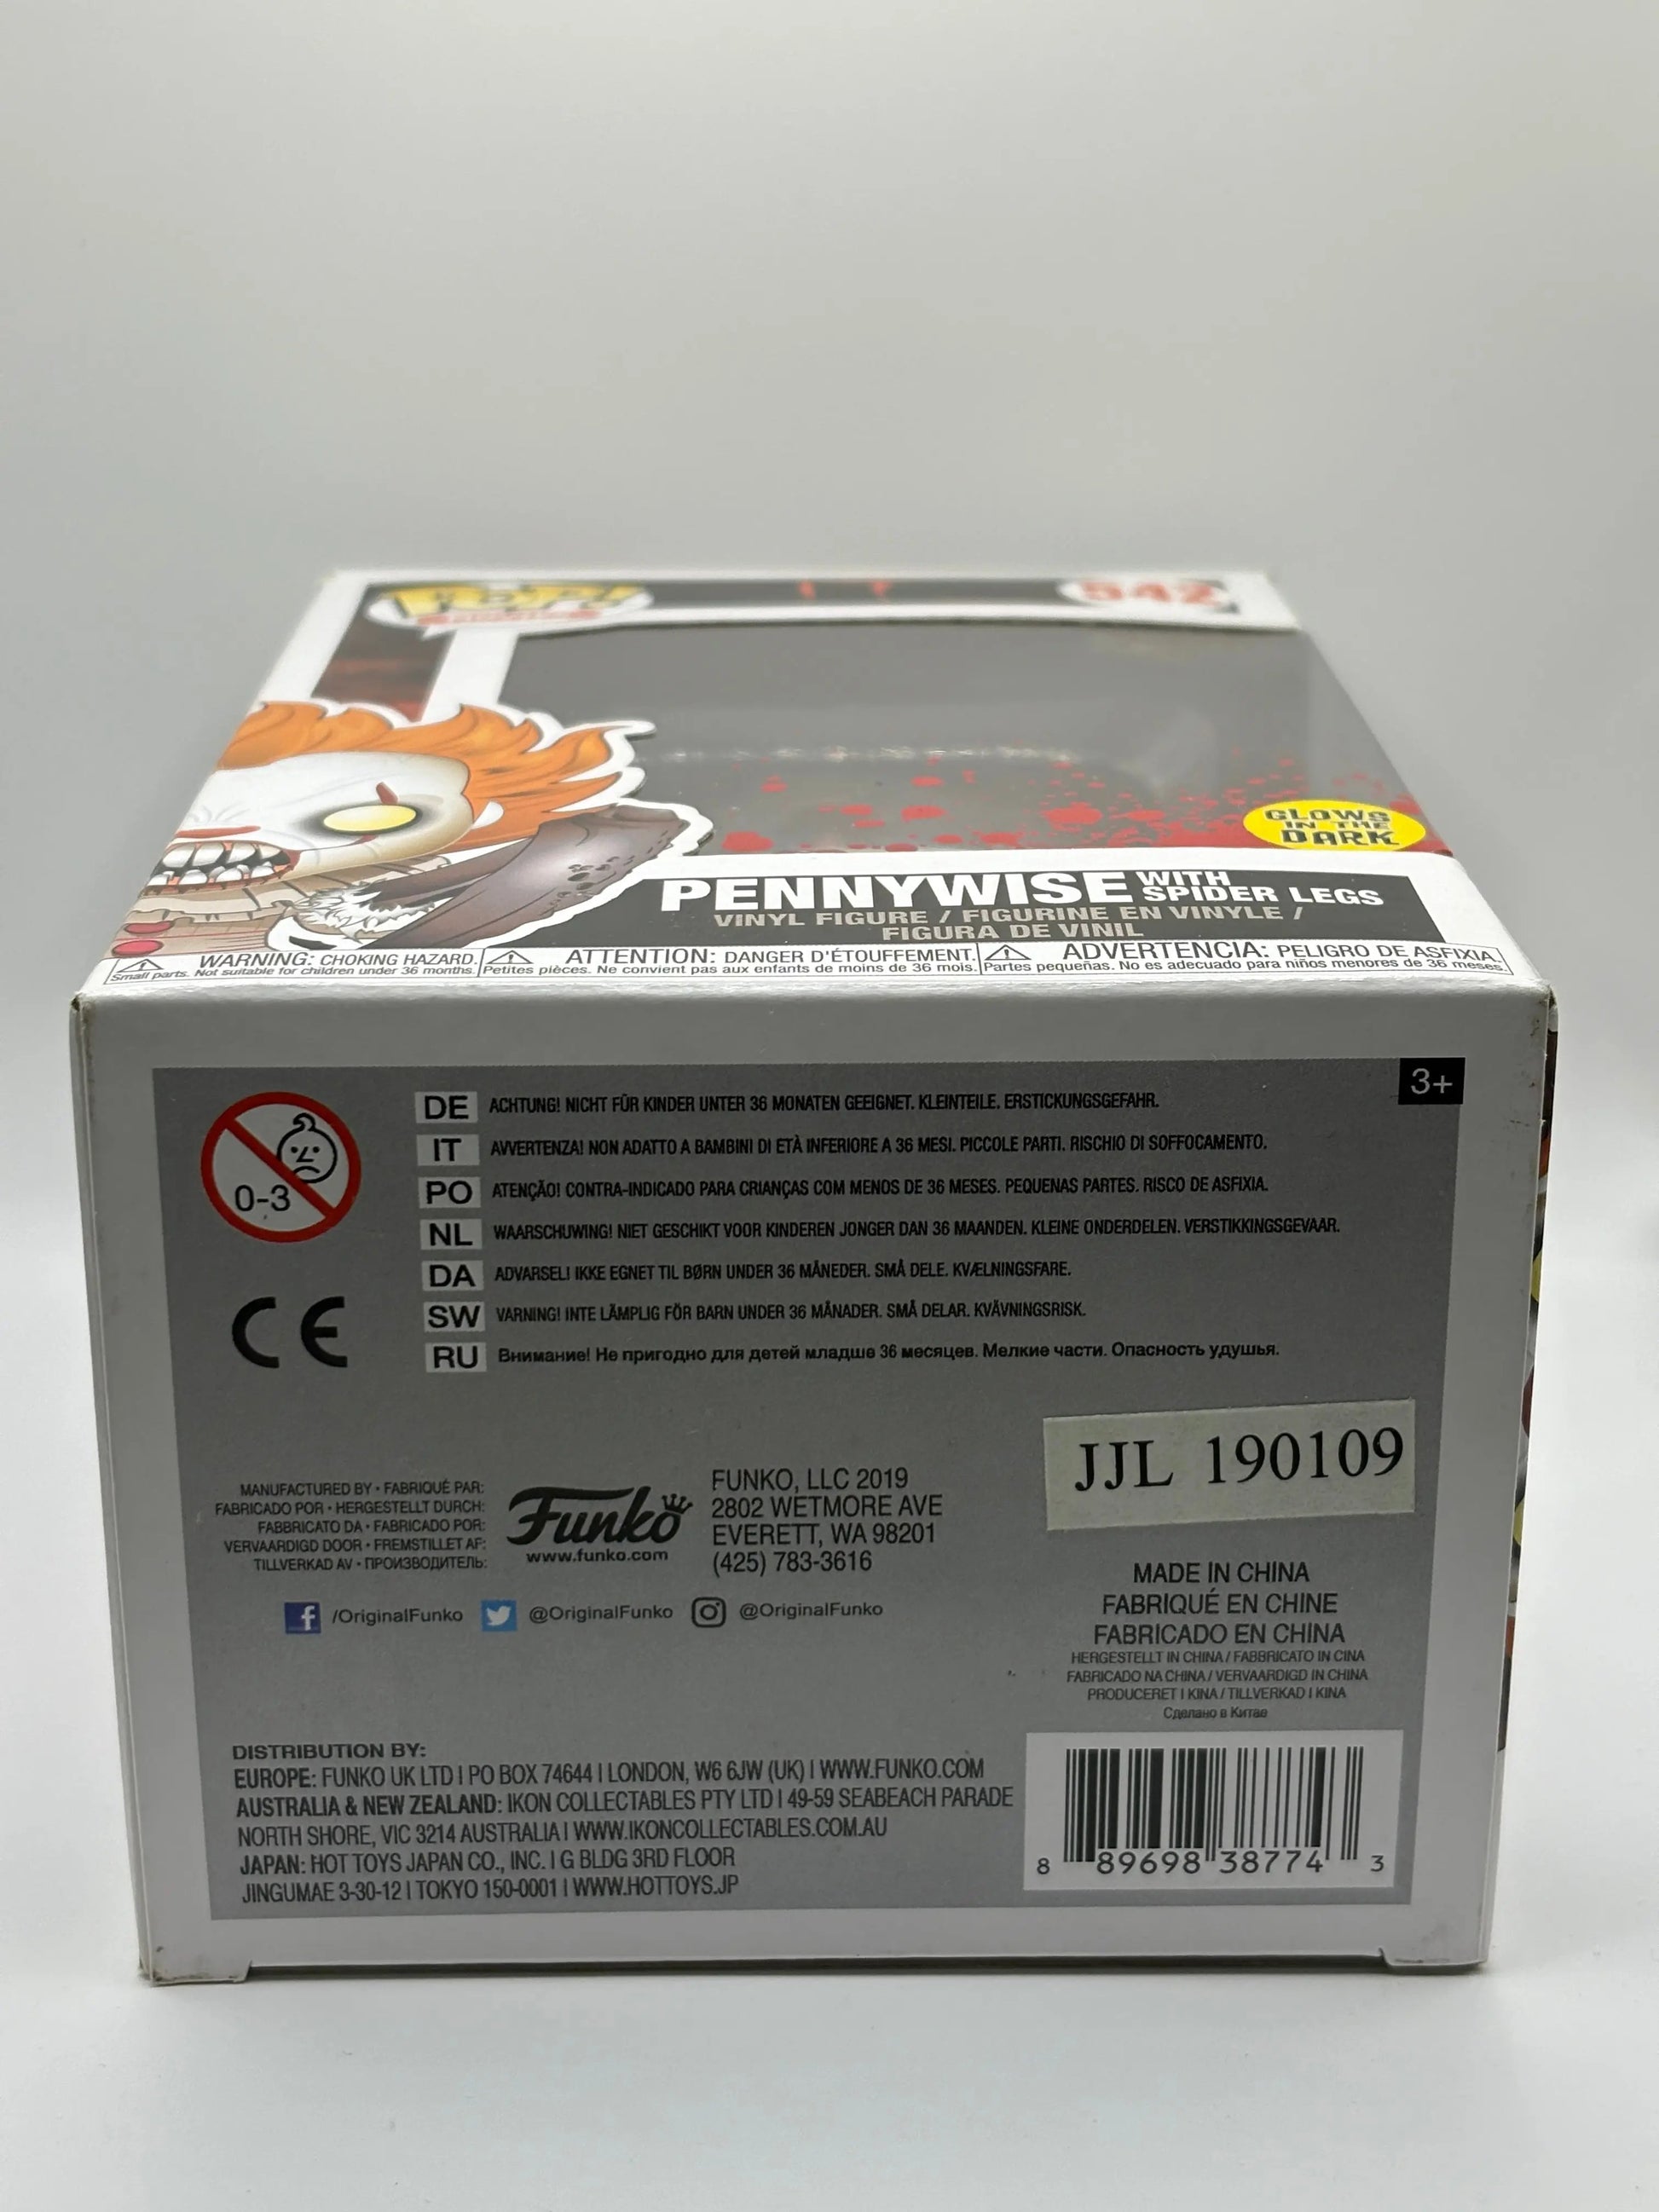 POP!
IT
542
GLOWS
IN THE
DARK
PENNYWISE WITH
SPIDER LEGS
VINYL FIGURE / FIGURINE EN VINYLE /
FIGURA DE VINIL
WARNING: CHOKING HAZARD.
Small parts. Not suitable for children under 36 months.
ATTENTION: DANGER D'ÉTOUFFEMENT.
Petites pièces. Ne convient pas aux enfants de moins de 36 mois.
ADVERTENCIA: PELIGRO DE ASFIXIA.
Partes pequeñas. No es adecuado para niños menores de 36 meses.
3+
0-3
DE ACHTUNG! NICHT FÜR KINDER UNTER 36 MONATEN GEEIGNET. KLEINTEILE. ERSTICKUNGSGEFAHR.
IT AVVERTENZA! NON ADATTO A BAMBINI DI ETÀ INFERIORE A 36 MESI. PICCOLE PARTI. RISCHIO DI SOFFOCAMENTO.
PO ATENÇÃO! CONTRA-INDICADO PARA CRIANÇAS COM MENOS DE 36 MESES. PEQUENAS PARTES. RISCO DE ASFIXIA.
NL WAARSCHUWING! NIET GESCHIKT VOOR KINDEREN JONGER DAN 36 MAANDEN. KLEINE ONDERDELEN. VERSTIKKINGSGEVAAR.
DA ADVARSEL! IKKE EGNET TIL BØRN UNDER 36 MÅNEDER. SMÅ DELE. KVÆLNINGSFARE.
SW VARNING! INTE LÄMPLIG FÖR BARN UNDER 36 MÅNADER. SMÅ DELAR. KVÄVNINGSRISK.
RU Внимание! Не пригодно для детей младше 36 месяцев. Мелкие части. Опасность удушья.
CE
JJL 190109
MANUFACTURED BY • FABRIQUÉ PAR:
FABRICADO POR • HERGESTELLT DURCH:
FABBRICATO DA • FABRICADO POR:
VERVAARDIGD DOOR • FREMSTILLET AF:
TILLVERKAD AV • ПРОИЗВОДИТЕЛЬ:
Funko
www.funko.com
FUNKO, LLC 2019
2802 WETMORE AVE
EVERETT, WA 98201
(425) 783-3616
/OriginalFunko @OriginalFunko @OriginalFunko
MADE IN CHINA
FABRIQUÉ EN CHINE
FABRICADO EN CHINA
HERGESTELLT IN CHINA / FABBRICATO IN CINA
FABRICADO NA CHINA / VERVAARDIGD IN CHINA
PRODUCERET I KINA / TILLVERKAD I KINA
Сделано в Китае
DISTRIBUTION BY:
EUROPE: FUNKO UK LTD I PO BOX 74644 I LONDON, W6 6JW (UK) I WWW.FUNKO.COM
AUSTRALIA & NEW ZEALAND: IKON COLLECTABLES PTY LTD I 49-59 SEABEACH PARADE
NORTH SHORE, VIC 3214 AUSTRALIA I WWW.IKONCOLLECTABLES.COM.AU
JAPAN: HOT TOYS JAPAN CO., INC. I G BLDG 3RD FLOOR
JINGUMAE 3-30-12 I TOKYO 150-0001 I WWW.HOTTOYS.JP
8 89698 38774 3